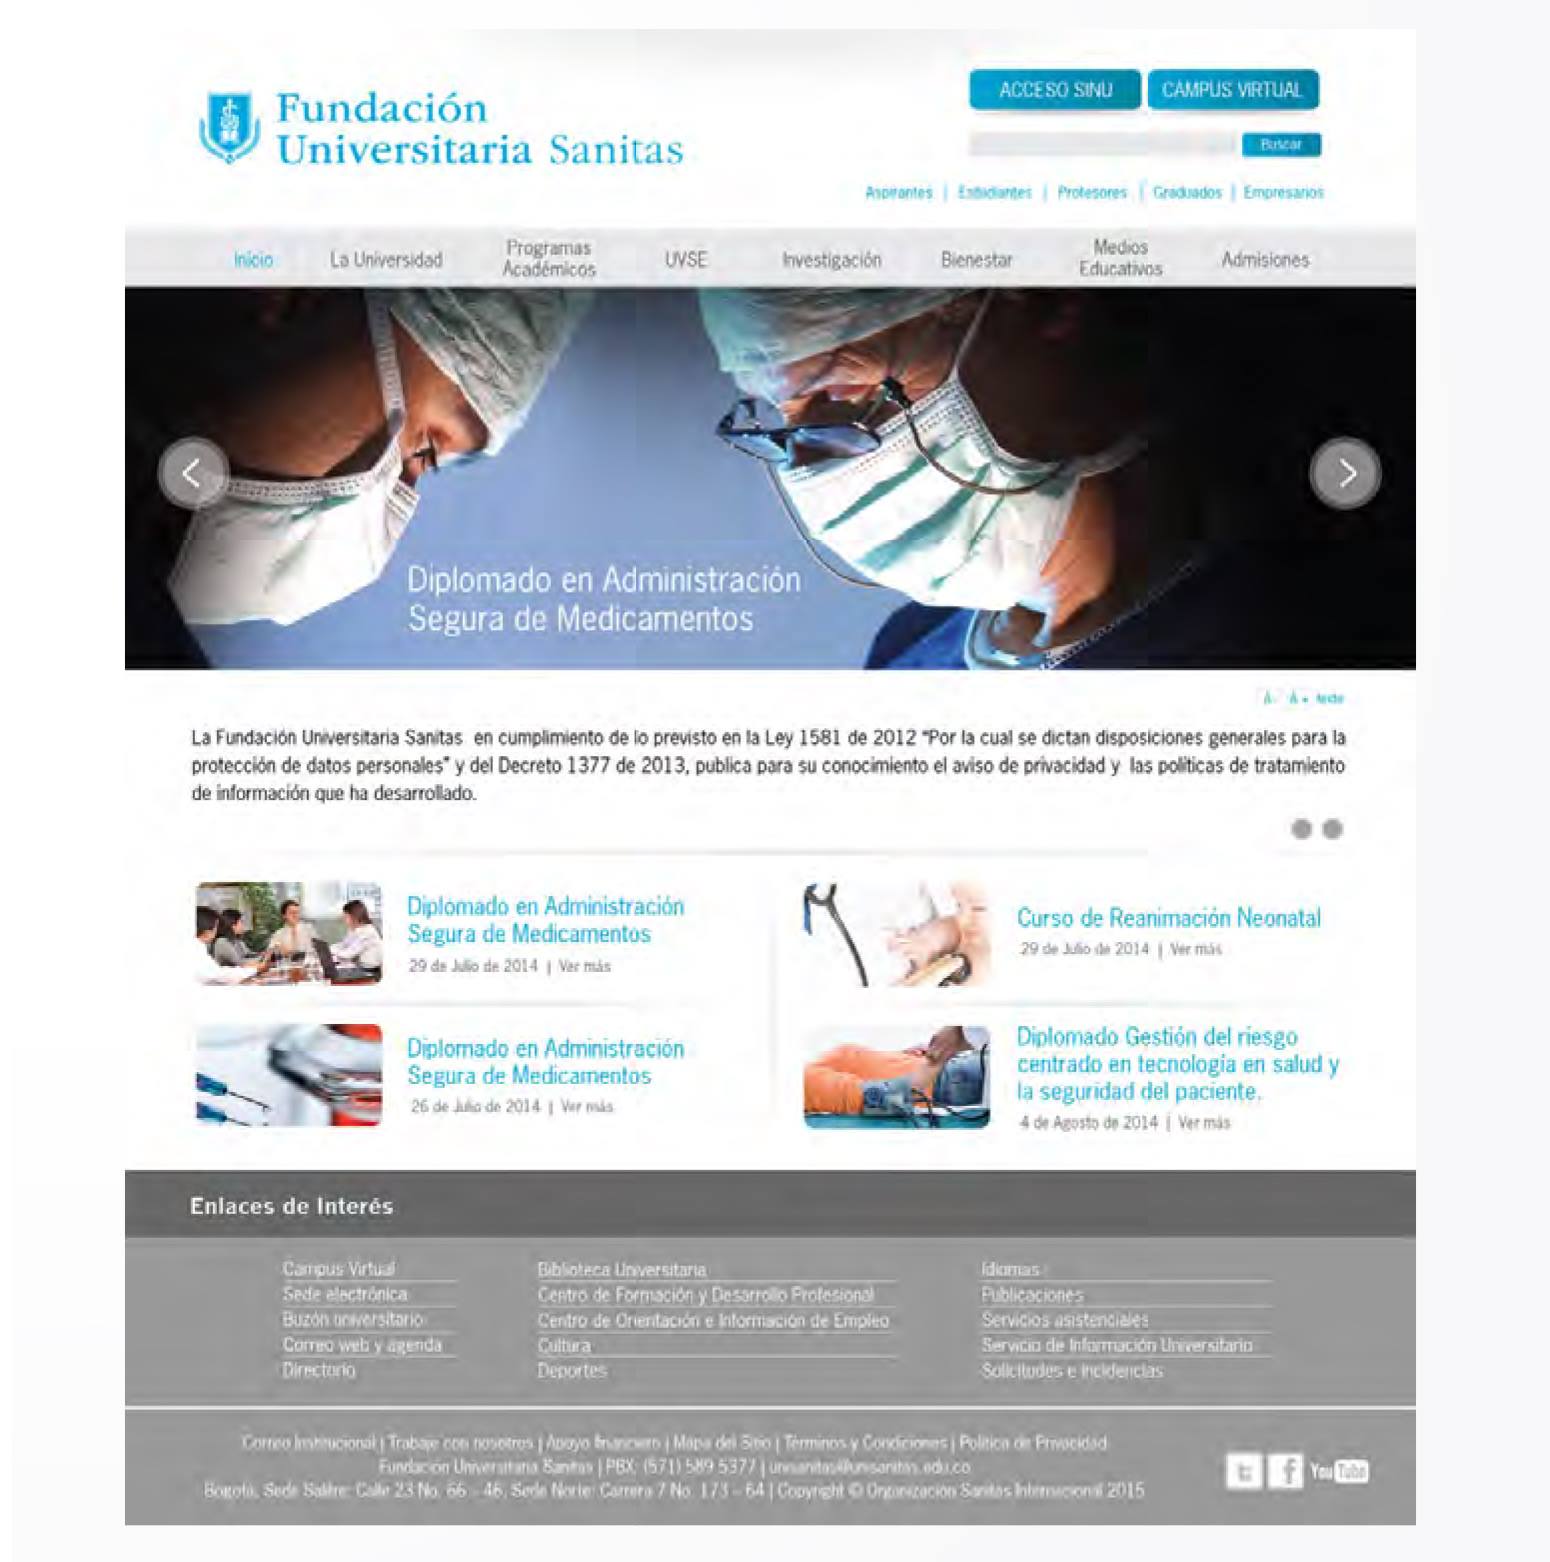 Fundación
Universitaria Sanitas
ACCESO SINU
CAMPUS VIRTUAL
Buscar
Aspirantes | Estudiantes | Profesores | Graduados | Empresarios
Inicio
La Universidad
Programas
Académicos
UVSE
Investigación
Bienestar
Medios
Educativos
Admisiones
Diplomado en Administración
Segura de Medicamentos
A- A+ texto
La Fundación Universitaria Sanitas en cumplimiento de lo previsto en la Ley 1581 de 2012 “Por la cual se dictan disposiciones generales para la
protección de datos personales” y del Decreto 1377 de 2013, publica para su conocimiento el aviso de privacidad y las políticas de tratamiento
de información que ha desarrollado.
Diplomado en Administración
Segura de Medicamentos
29 de Julio de 2014 | Ver más
Curso de Reanimación Neonatal
29 de Julio de 2014 | Ver más
Diplomado en Administración
Segura de Medicamentos
26 de Julio de 2014 | Ver más
Diplomado Gestión del riesgo
centrado en tecnología en salud y
la seguridad del paciente.
4 de Agosto de 2014 | Ver más
Enlaces de Interés
Campus Virtual
Sede electrónica
Buzón universitario
Correo web y agenda
Directorio
Biblioteca Universitaria
Centro de Formación y Desarrollo Profesional
Centro de Orientación e Información de Empleo
Cultura
Deportes
Idiomas
Publicaciones
Servicios asistenciales
Servicio de Información Universitario
Solicitudes e incidencias
Correo Institucional | Trabaje con nosotros | Apoyo financiero | Mapa del Sitio | Términos y Condiciones | Política de Privacidad
Fundación Universitaria Sanitas | PBX: (571) 589 5377 | unisanitas@unisanitas.edu.co
Bogotá, Sede Salitre: Calle 23 No. 66 - 46, Sede Norte: Carrera 7 No. 173 - 64 | Copyright © Organización Sanitas Internacional 2015
You Tube